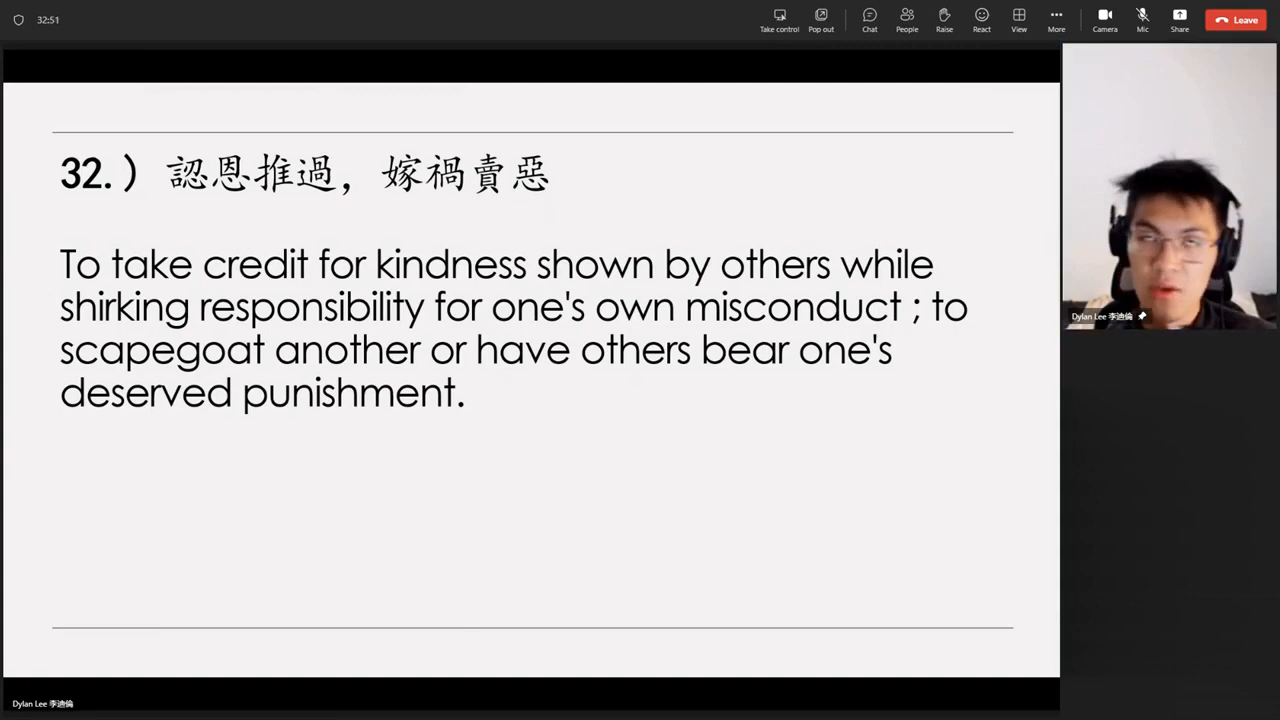 32:51
Take control
Pop out
Chat
People
Raise
React
View
More
Camera
Mic
Share
Leave
32.）認恩推過，嫁禍賣惡
To take credit for kindness shown by others while
shirking responsibility for one's own misconduct ; to
scapegoat another or have others bear one's
deserved punishment.
Dylan Lee 李迪倫
Dylan Lee 李迪倫